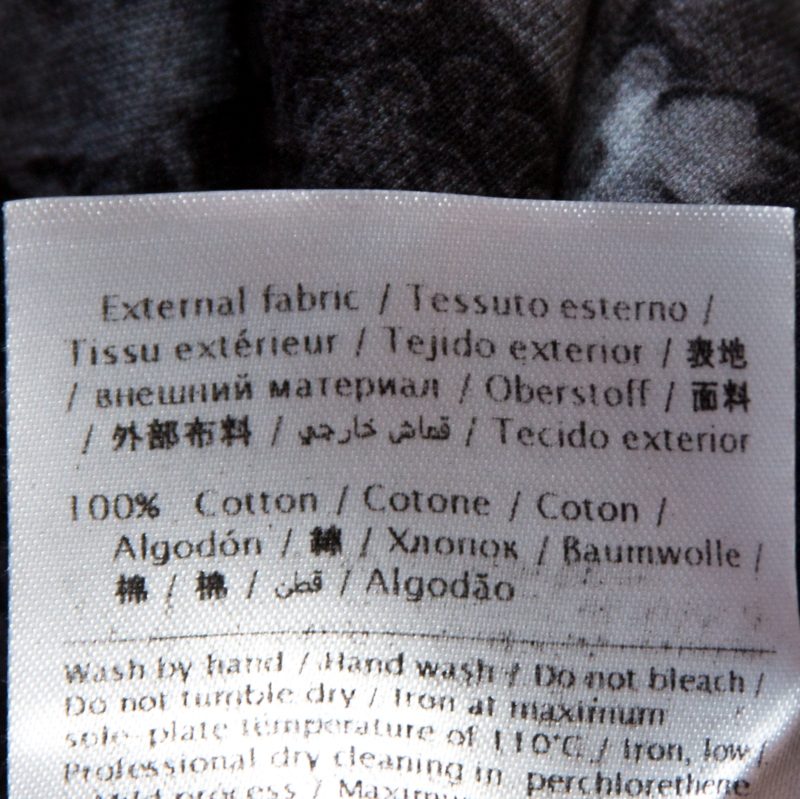 External fabric / Tessuto esterno /
Tissu extérieur / Tejido exterior / 表地
/ внешний материал / Oberstoff / 面料
/ 外部布料 / قماش خارجي / Tecido exterior
100% Cotton / Cotone / Coton /
Algodón / 綿 / Хлопок / Baumwolle /
棉 / 棉 / قطن / Algodão
Wash by hand / Hand wash / Do not bleach /
Do not tumble dry / Iron at maximum
sole-plate temperature of 110°C / Iron, low /
Professional dry cleaning in perchlorethene
Mild process / Maximum